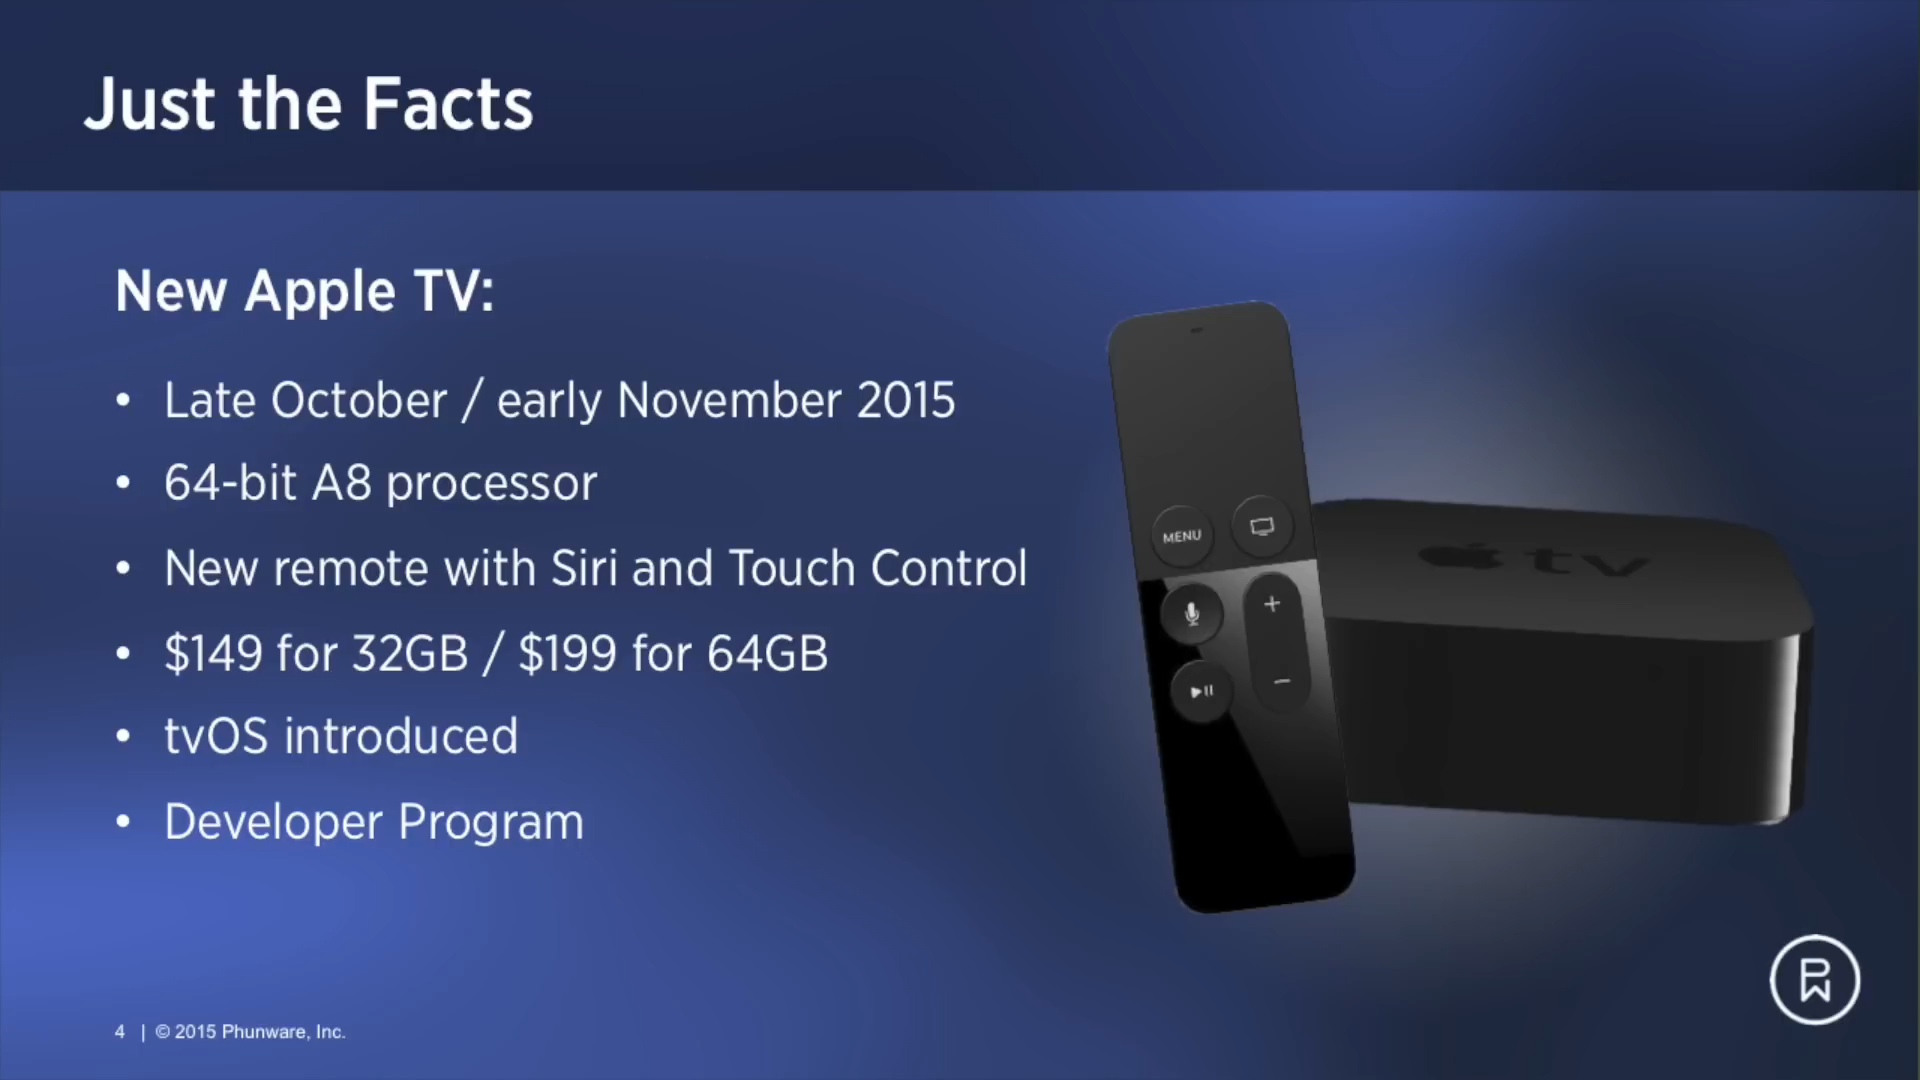 Just the Facts
New Apple TV:
• Late October / early November 2015
• 64-bit A8 processor
• New remote with Siri and Touch Control
• $149 for 32GB / $199 for 64GB
• tvOS introduced
• Developer Program
MENU
tv
4 | © 2015 Phunware, Inc.